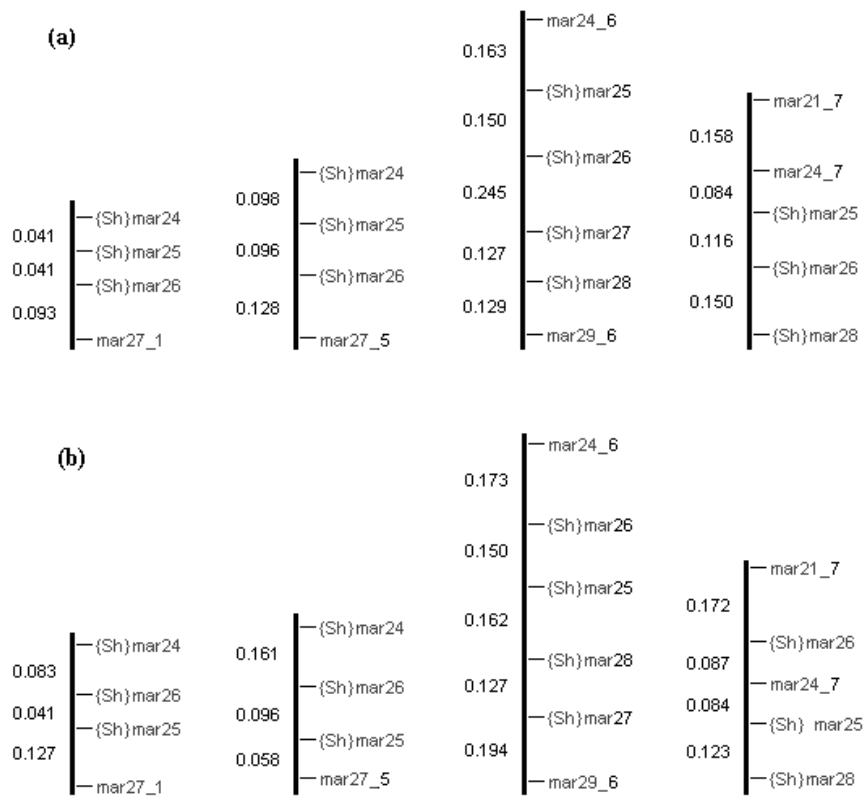 (a)
{Sh}mar24
0.041
{Sh}mar25
0.041
{Sh}mar26
0.093
mar27_1
{Sh}mar24
0.098
{Sh}mar25
0.096
{Sh}mar26
0.128
mar27_5
mar24_6
0.163
{Sh}mar25
0.150
{Sh}mar26
0.245
{Sh}mar27
0.127
{Sh}mar28
0.129
mar29_6
mar21_7
0.158
mar24_7
0.084
{Sh}mar25
0.116
{Sh}mar26
0.150
{Sh}mar28
(b)
{Sh}mar24
0.083
{Sh}mar26
0.041
{Sh}mar25
0.127
mar27_1
{Sh}mar24
0.161
{Sh}mar26
0.096
{Sh}mar25
0.058
mar27_5
mar24_6
0.173
{Sh}mar26
0.150
{Sh}mar25
0.162
{Sh}mar28
0.127
{Sh}mar27
0.194
mar29_6
mar21_7
0.172
{Sh}mar26
0.087
mar24_7
0.084
{Sh} mar25
0.123
{Sh}mar28